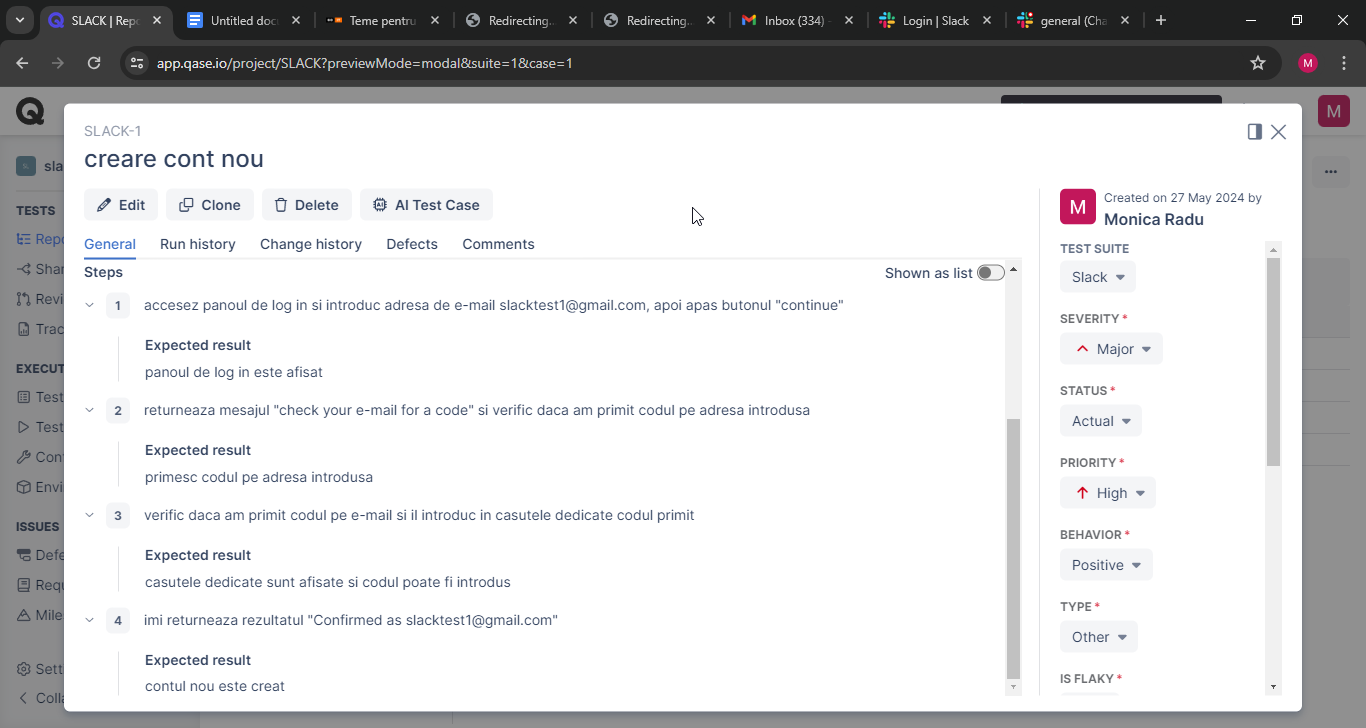 SLACK | Repo
Untitled doc
Teme pentru
Redirecting...
Redirecting...
Inbox (334) -
Login | Slack
general (Cha
app.qase.io/project/SLACK?previewMode=modal&suite=1&case=1
M
M
sla
TESTS
Repo
Shar
Revi
Trac
EXECUT
Test
Test
Con
Envi
ISSUES
Defe
Requ
Mile
Setti
Colla
SLACK-1
creare cont nou
Edit
Clone
Delete
AI Test Case
General
Run history
Change history
Defects
Comments
Steps
Shown as list
1 accesez panoul de log in si introduc adresa de e-mail slacktest1@gmail.com, apoi apas butonul "continue"
Expected result
panoul de log in este afisat
2 returneaza mesajul "check your e-mail for a code" si verific daca am primit codul pe adresa introdusa
Expected result
primesc codul pe adresa introdusa
3 verific daca am primit codul pe e-mail si il introduc in casutele dedicate codul primit
Expected result
casutele dedicate sunt afisate si codul poate fi introdus
4 imi returneaza rezultatul "Confirmed as slacktest1@gmail.com"
Expected result
contul nou este creat
M
Created on 27 May 2024 by
Monica Radu
TEST SUITE
Slack
SEVERITY *
Major
STATUS *
Actual
PRIORITY *
High
BEHAVIOR *
Positive
TYPE *
Other
IS FLAKY *